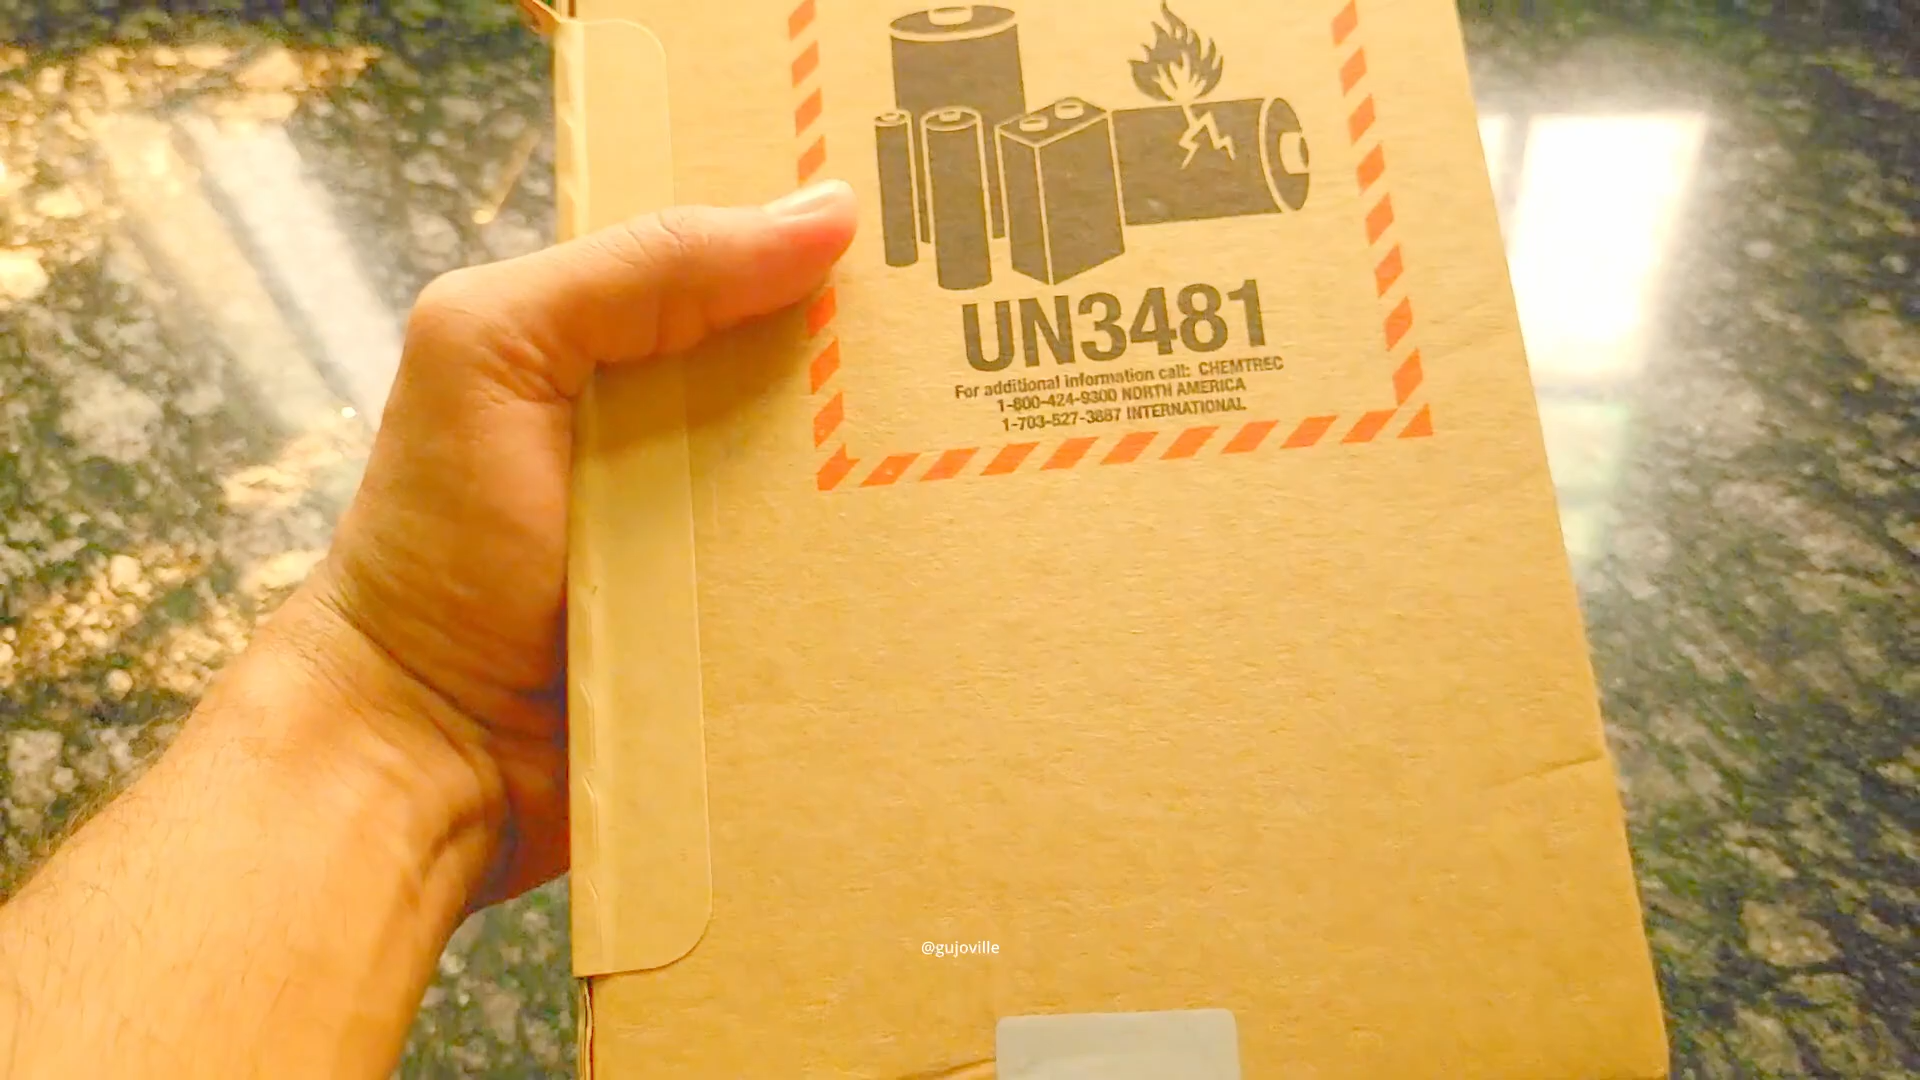 UN3481
For additional information call: CHEMTREC
1-800-424-9300 NORTH AMERICA
1-703-527-3887 INTERNATIONAL
@gujoville